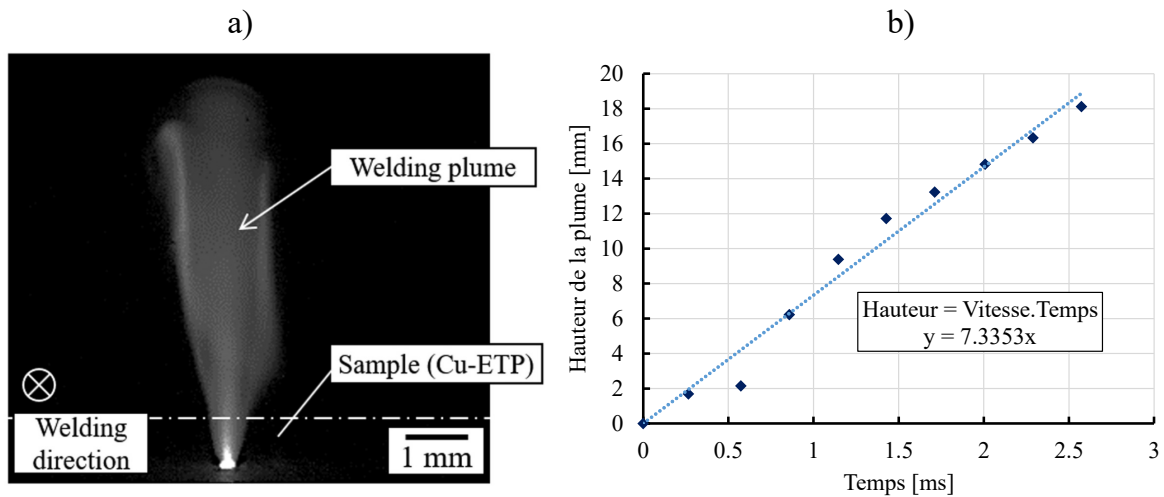 a)
Welding plume
Sample (Cu-ETP)
Welding
direction
1 mm
b)
Hauteur de la plume [mm]
20
18
16
14
12
10
8
6
4
2
0
Hauteur = Vitesse.Temps
y = 7.3353x
0
0.5
1
1.5
2
2.5
3
Temps [ms]